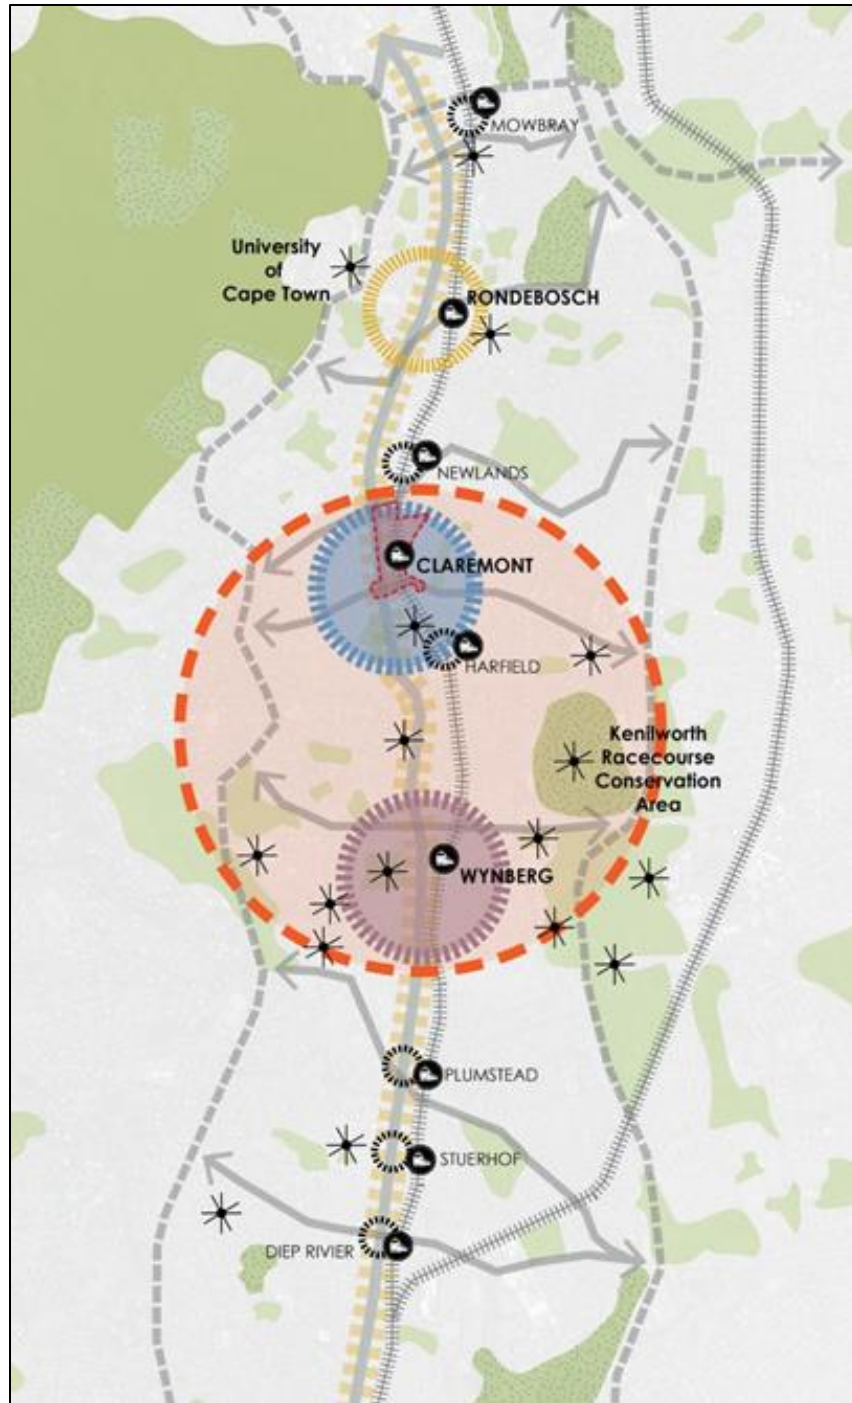 MOWBRAY
University
of
Cape Town
RONDEBOSCH
NEWLANDS
CLAREMONT
HARFIELD
Kenilworth
Racecourse
Conservation
Area
WYNBERG
PLUMSTEAD
STUERHOF
DIEP RIVIER